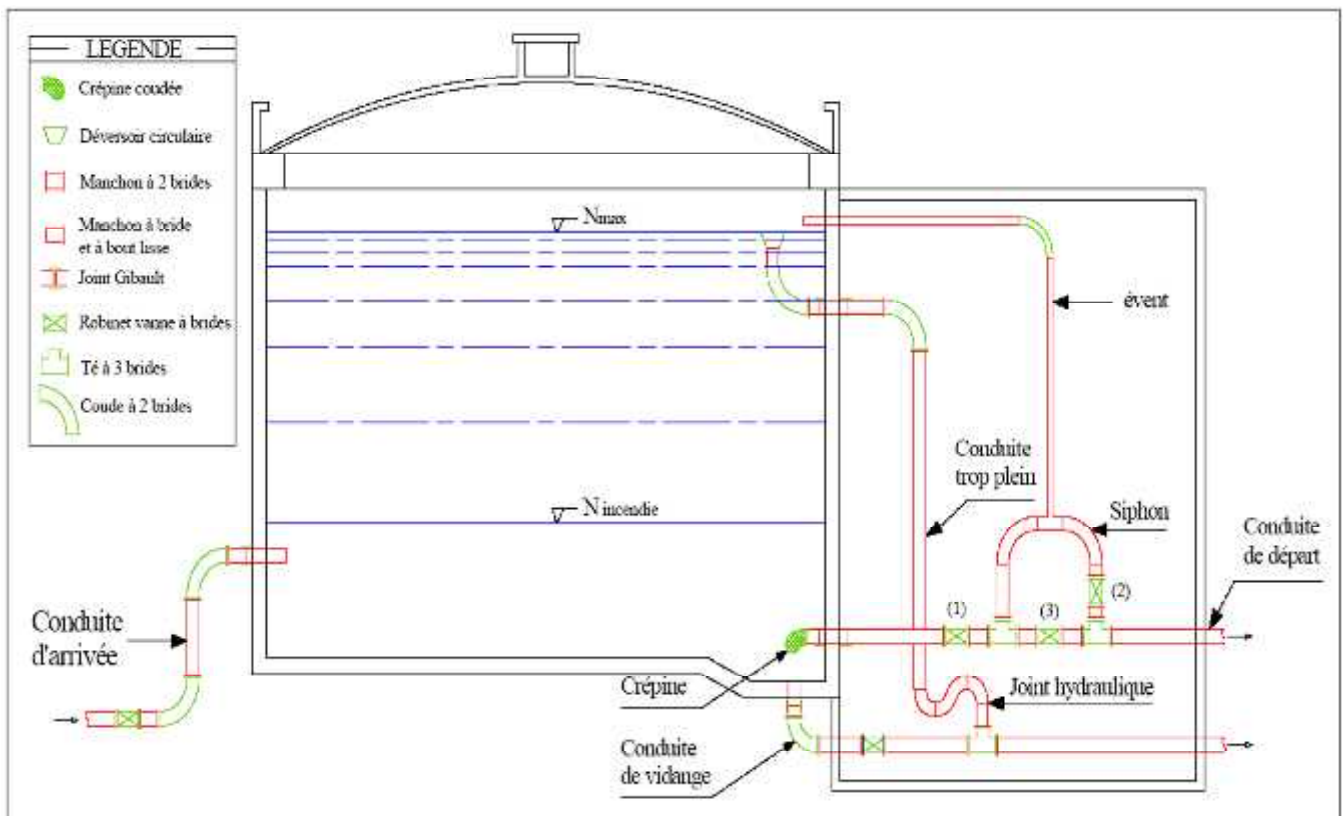 LEGENDE
Crépine coudée
Déversoir circulaire
Manchon à 2 brides
Manchon à bride
et à bout lisse
Joint Gibault
Robinet vanne à brides
Té à 3 brides
Coude à 2 brides
Nmax
évent
Conduite
trop plein
Siphon
Conduite
de départ
N incendie
(1)
(3)
(2)
Conduite
d'arrivée
Crépine
Joint hydraulique
Conduite
de vidange